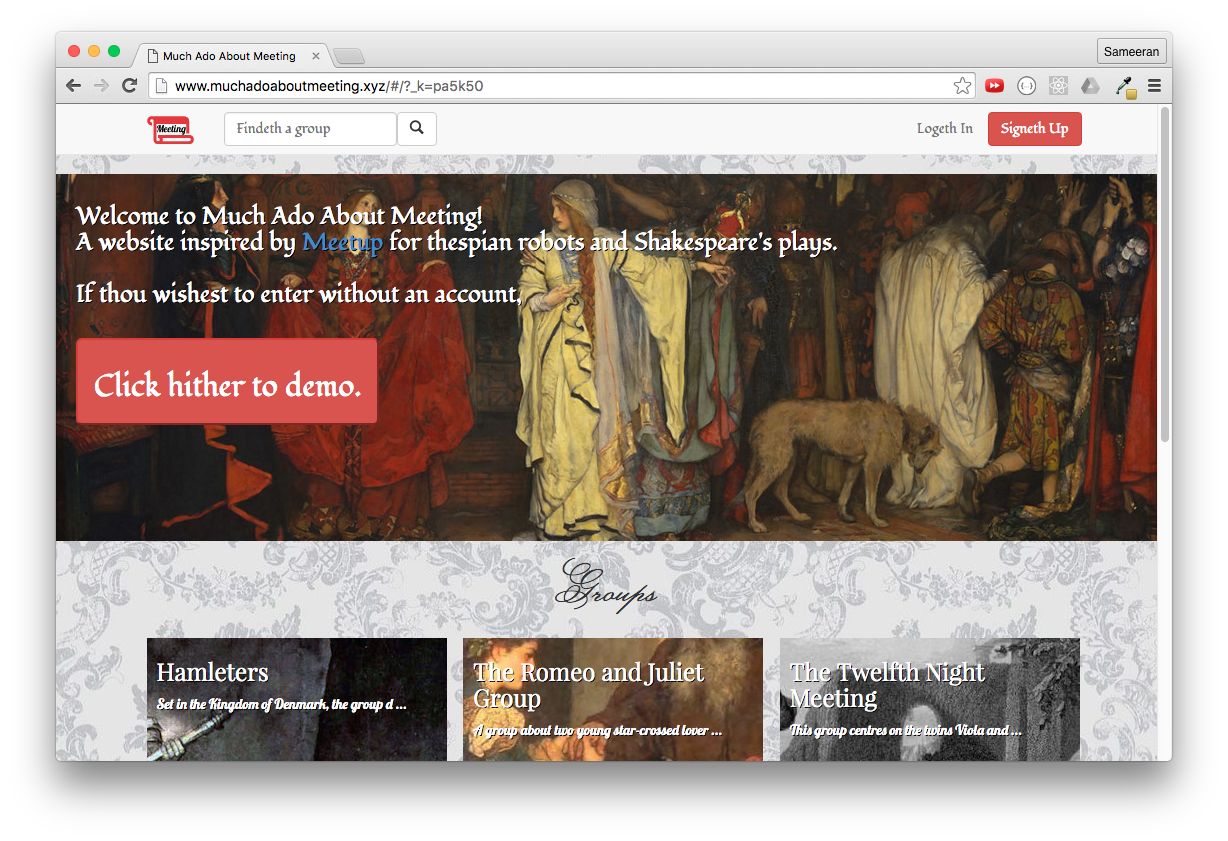 Much Ado About Meeting
Sameeran
www.muchadoaboutmeeting.xyz/#/?_k=pa5k50
Meeting
Findeth a group
Logeth In
Signeth Up
Welcome to Much Ado About Meeting!
A website inspired by Meetup for thespian robots and Shakespeare's plays.
If thou wishest to enter without an account,
Click hither to demo.
Groups
Hamleters
Set in the Kingdom of Denmark, the group d ...
The Romeo and Juliet
Group
A group about two young star-crossed lover ...
The Twelfth Night
Meeting
This group centres on the twins Viola and ...